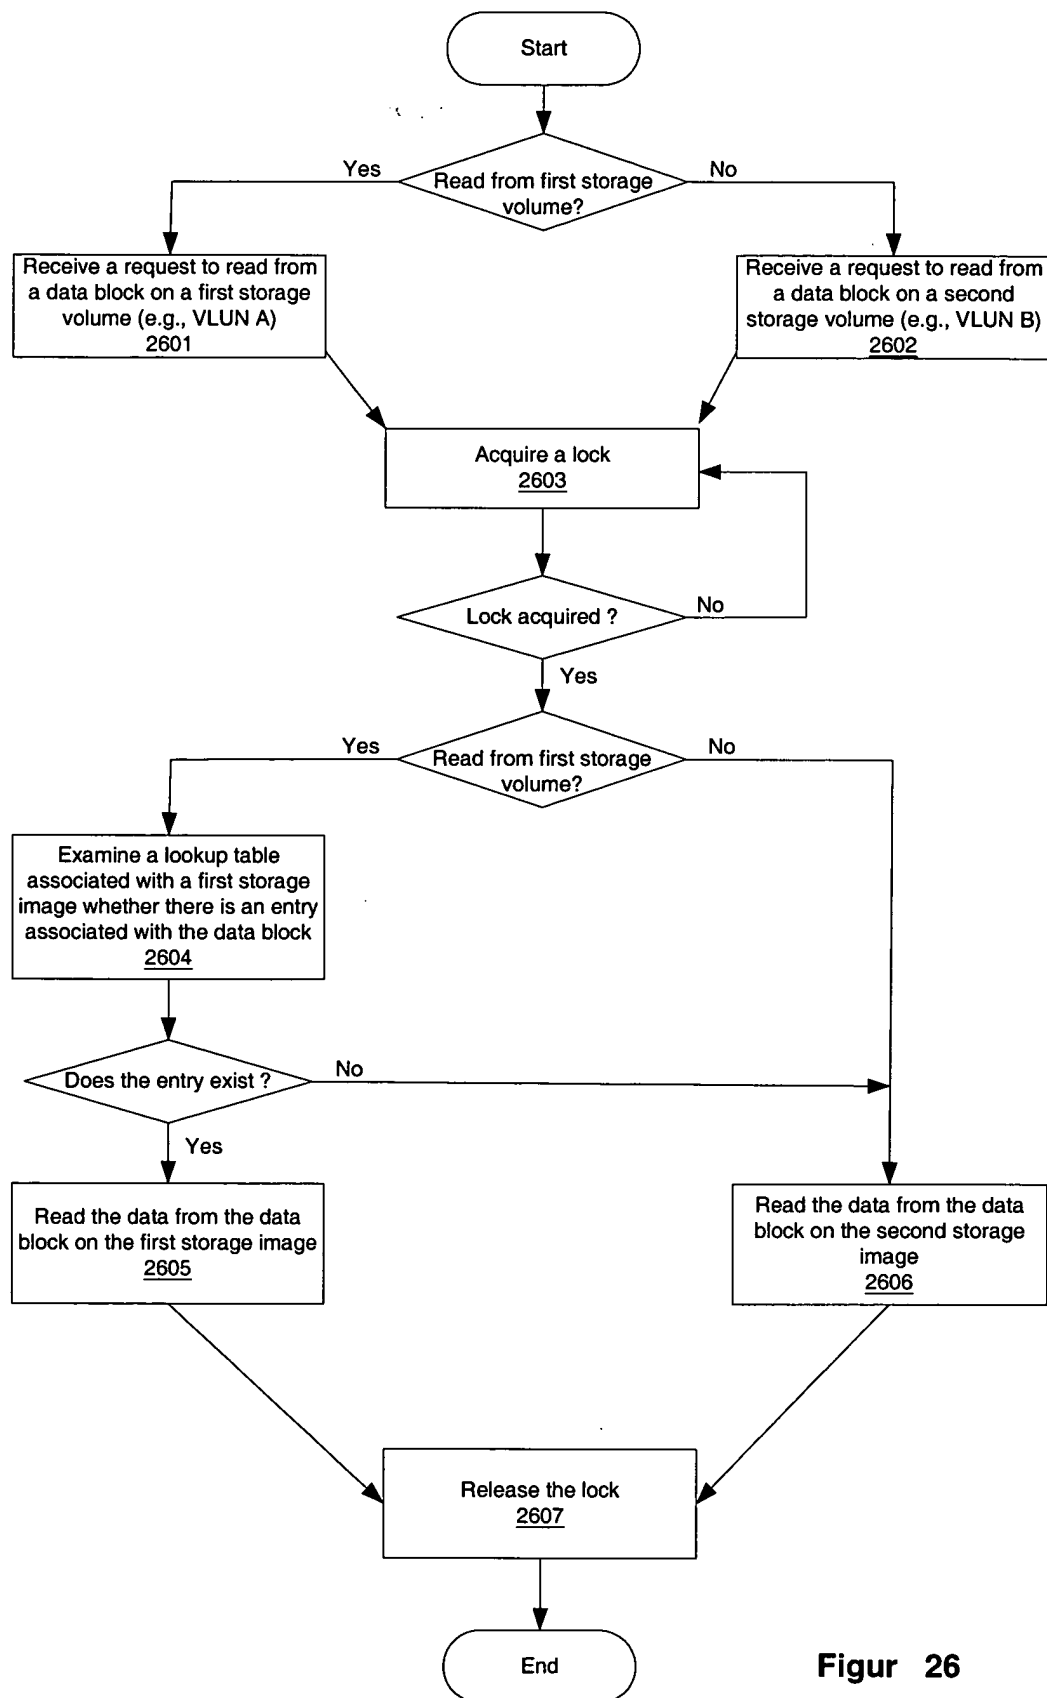 Start
Read from first storage
volume?
Yes
No
Receive a request to read from
a data block on a first storage
volume (e.g., VLUN A)
2601
Receive a request to read from
a data block on a second
storage volume (e.g., VLUN B)
2602
Acquire a lock
2603
Lock acquired ?
No
Yes
Read from first storage
volume?
Yes
No
Examine a lookup table
associated with a first storage
image whether there is an entry
associated with the data block
2604
Does the entry exist ?
No
Yes
Read the data from the data
block on the first storage image
2605
Read the data from the data
block on the second storage
image
2606
Release the lock
2607
End
Figur 26